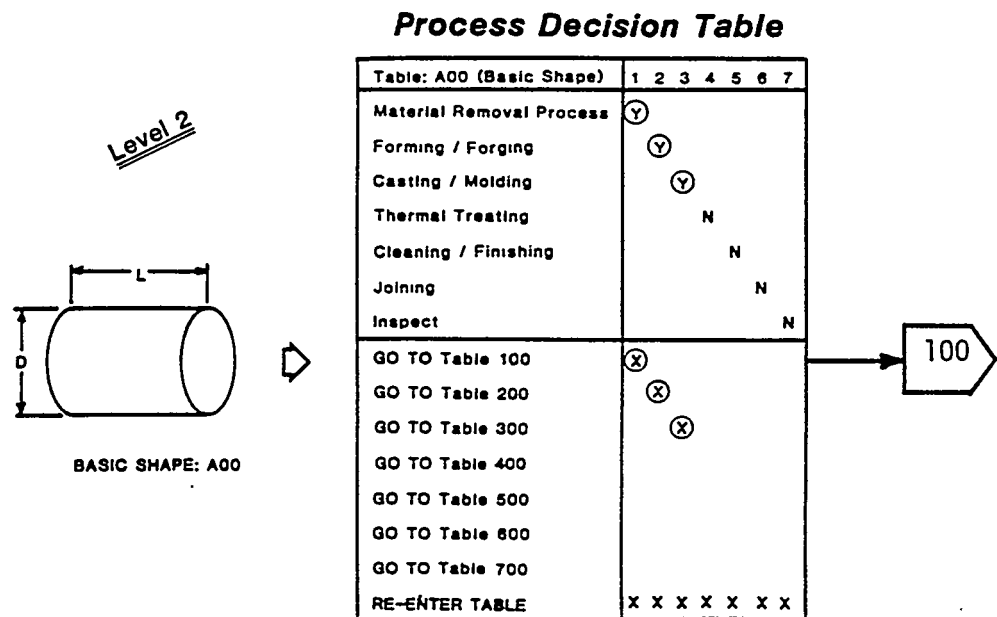 Process Decision Table
Level 2
Table: A00 (Basic Shape) 1 2 3 4 5 6 7
Material Removal Process Y
Forming / Forging Y
Casting / Molding Y
Thermal Treating N
Cleaning / Finishing N
Joining N
Inspect N
GO TO Table 100 X
GO TO Table 200 X
GO TO Table 300 X
GO TO Table 400
GO TO Table 500
GO TO Table 600
GO TO Table 700
RE-ENTER TABLE X X X X X X X
L
D
BASIC SHAPE: A00
100